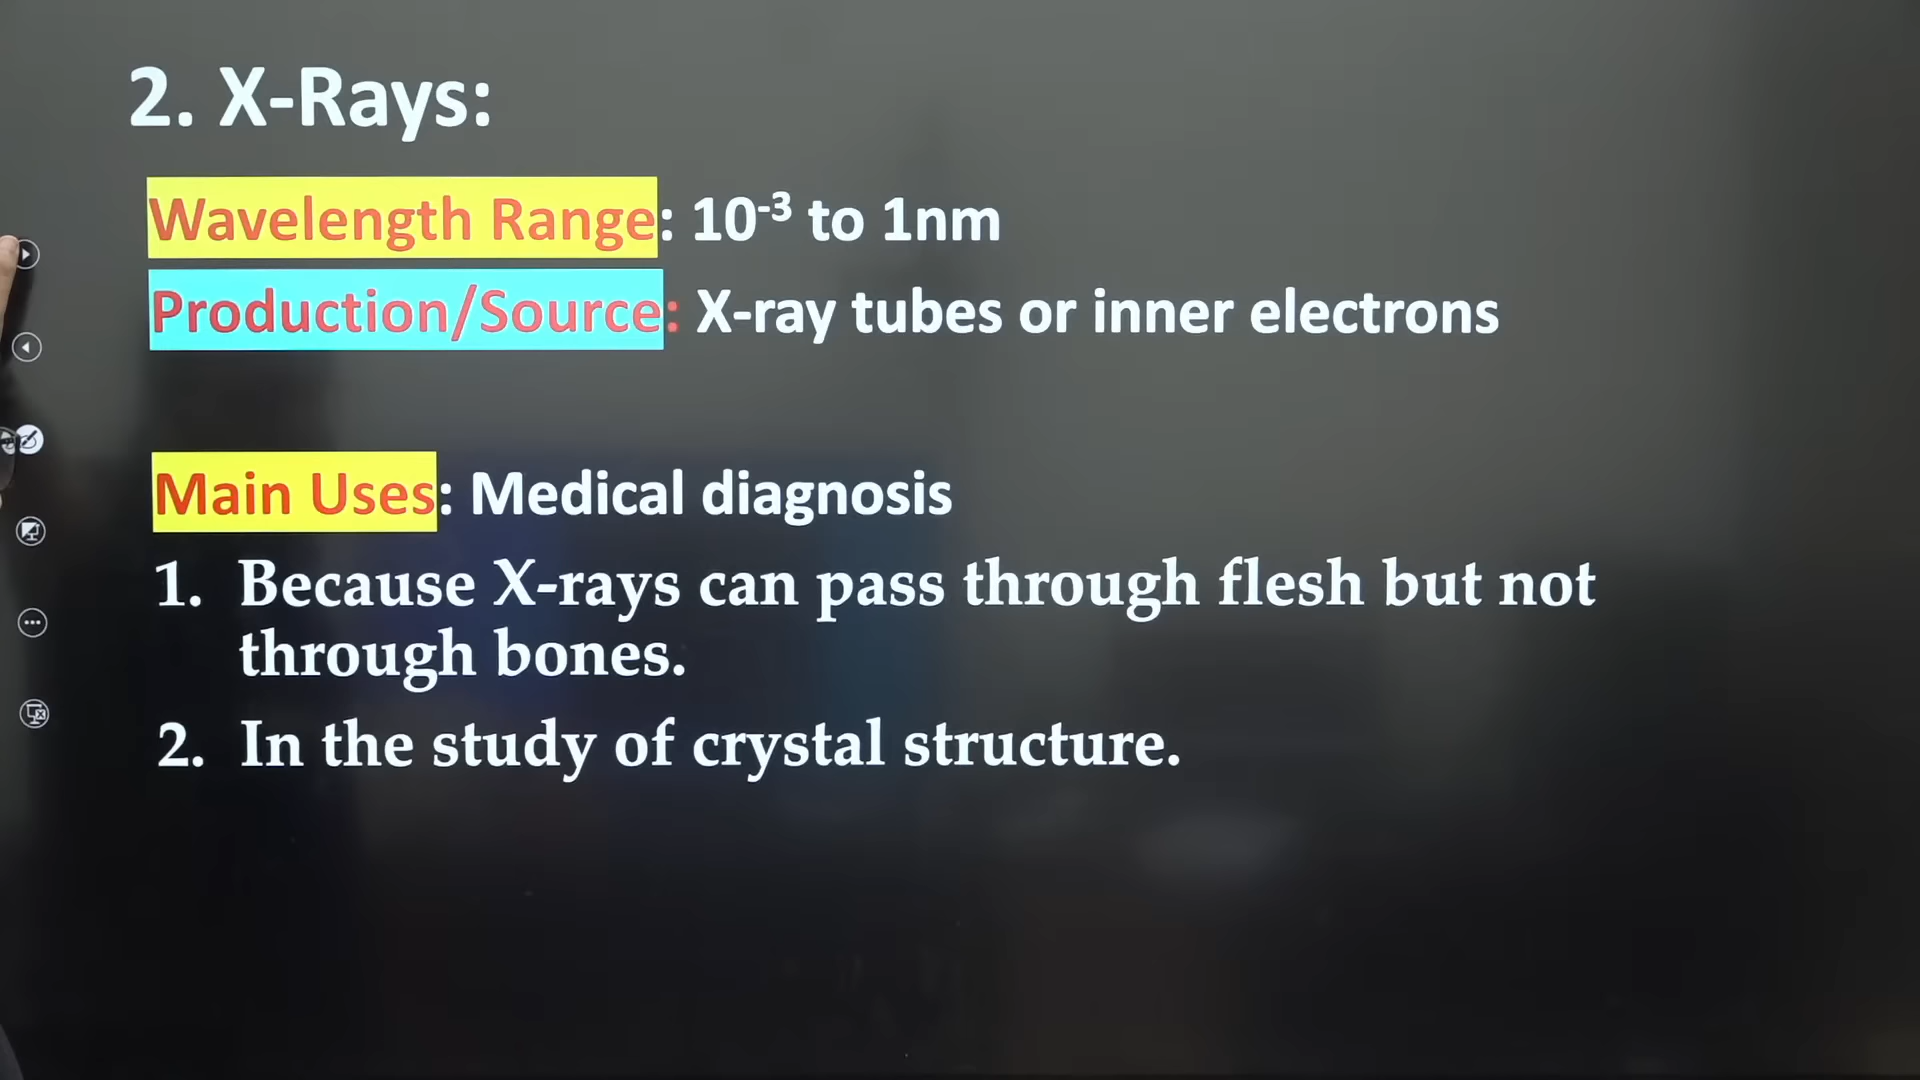 2. X-Rays:
Wavelength Range: 10⁻³ to 1nm
Production/Source: X-ray tubes or inner electrons
Main Uses: Medical diagnosis
1. Because X-rays can pass through flesh but not
through bones.
2. In the study of crystal structure.